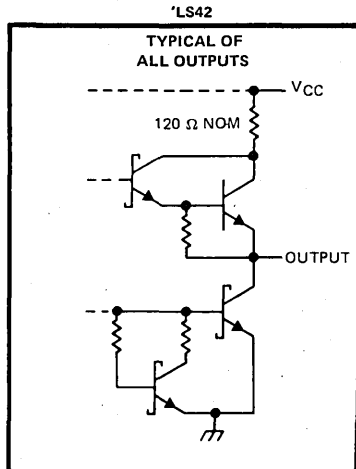 'LS42
TYPICAL OF
ALL OUTPUTS
VCC
120 Ω NOM
OUTPUT